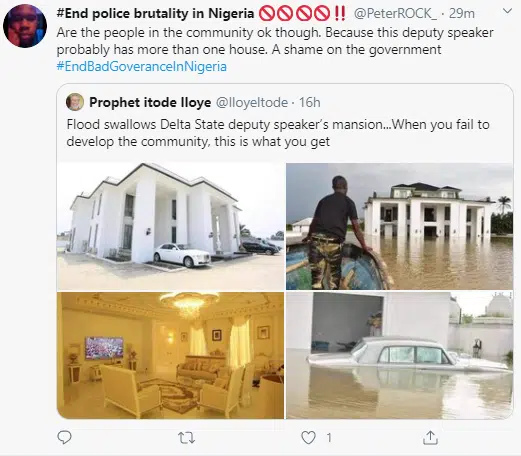 #End police brutality in Nigeria 🚫🚫🚫🚫‼️ @PeterROCK_ · 29m
Are the people in the community ok though. Because this deputy speaker
probably has more than one house. A shame on the government
#EndBadGoveranceInNigeria
Prophet itode Iloye @IloyeItode · 16h
Flood swallows Delta State deputy speaker's mansion...When you fail to
develop the community, this is what you get
1